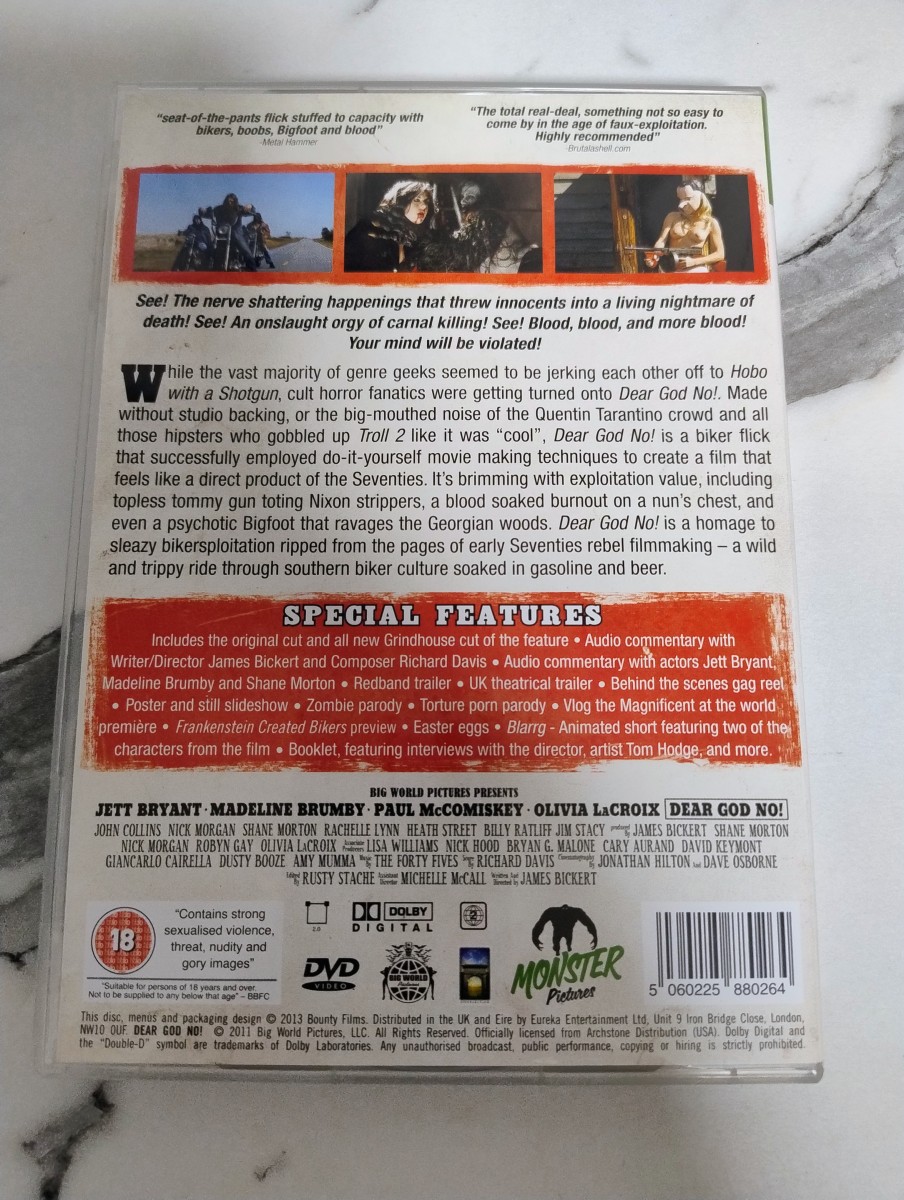 "seat-of-the-pants flick stuffed to capacity with
bikers, boobs, Bigfoot and blood"
-Metal Hammer
"The total real-deal, something not so easy to
come by in the age of faux-exploitation.
Highly recommended"
-Brutalashell.com
See! The nerve shattering happenings that threw innocents into a living nightmare of
death! See! An onslaught orgy of carnal killing! See! Blood, blood, and more blood!
Your mind will be violated!
While the vast majority of genre geeks seemed to be jerking each other off to Hobo
with a Shotgun, cult horror fanatics were getting turned onto Dear God No!. Made
without studio backing, or the big-mouthed noise of the Quentin Tarantino crowd and all
those hipsters who gobbled up Troll 2 like it was "cool", Dear God No! is a biker flick
that successfully employed do-it-yourself movie making techniques to create a film that
feels like a direct product of the Seventies. It's brimming with exploitation value, including
topless tommy gun toting Nixon strippers, a blood soaked burnout on a nun's chest, and
even a psychotic Bigfoot that ravages the Georgian woods. Dear God No! is a homage to
sleazy bikersploitation ripped from the pages of early Seventies rebel filmmaking – a wild
and trippy ride through southern biker culture soaked in gasoline and beer.
SPECIAL FEATURES
Includes the original cut and all new Grindhouse cut of the feature • Audio commentary with
Writer/Director James Bickert and Composer Richard Davis • Audio commentary with actors Jett Bryant,
Madeline Brumby and Shane Morton • Redband trailer • UK theatrical trailer • Behind the scenes gag reel
• Poster and still slideshow • Zombie parody • Torture porn parody • Vlog the Magnificent at the world
première • Frankenstein Created Bikers preview • Easter eggs • Blarrg - Animated short featuring two of the
characters from the film • Booklet, featuring interviews with the director, artist Tom Hodge, and more.
BIG WORLD PICTURES PRESENTS
JETT BRYANT · MADELINE BRUMBY · PAUL McCOMISKEY · OLIVIA LaCROIX DEAR GOD NO!
JOHN COLLINS NICK MORGAN SHANE MORTON RACHELLE LYNN HEATH STREET BILLY RATLIFF JIM STACY produced By JAMES BICKERT SHANE MORTON
NICK MORGAN ROBYN GAY OLIVIA LaCROIX Associate Producers LISA WILLIAMS NICK HOOD BRYAN G. MALONE CARY AURAND DAVID KEYMONT
GIANCARLO CAIRELLA DUSTY BOOZE AMY MUMMA Music By THE FORTY FIVES Score By RICHARD DAVIS Cinematography By JONATHAN HILTON And DAVE OSBORNE
Edited By RUSTY STACHE Assistant Director MICHELLE McCALL Written And Directed by JAMES BICKERT
18
"Contains strong
sexualised violence,
threat, nudity and
gory images"
"Suitable for persons of 18 years and over.
Not to be supplied to any below that age" – BBFC
2.0
DOLBY
DIGITAL
2
DVD
VIDEO
BIG WORLD
MONSTER
Pictures
5 060225 880264
This disc, menus and packaging design © 2013 Bounty Films. Distributed in the UK and Eire by Eureka Entertainment Ltd, Unit 9 Iron Bridge Close, London,
NW10 0UF. DEAR GOD NO! © 2011 Big World Pictures, LLC. All Rights Reserved. Officially licensed from Archstone Distribution (USA). Dolby Digital and
the "Double-D" symbol are trademarks of Dolby Laboratories. Any unauthorised broadcast, public performance, copying or hiring is strictly prohibited.